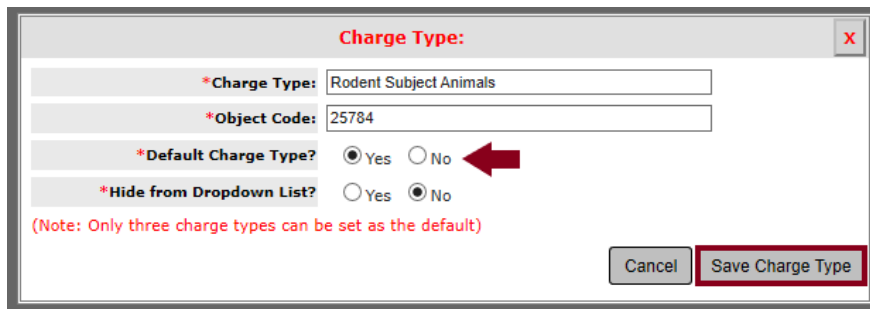 Charge Type:
X
*Charge Type: Rodent Subject Animals
*Object Code: 25784
*Default Charge Type? Yes No
*Hide from Dropdown List? Yes No
(Note: Only three charge types can be set as the default)
Cancel Save Charge Type